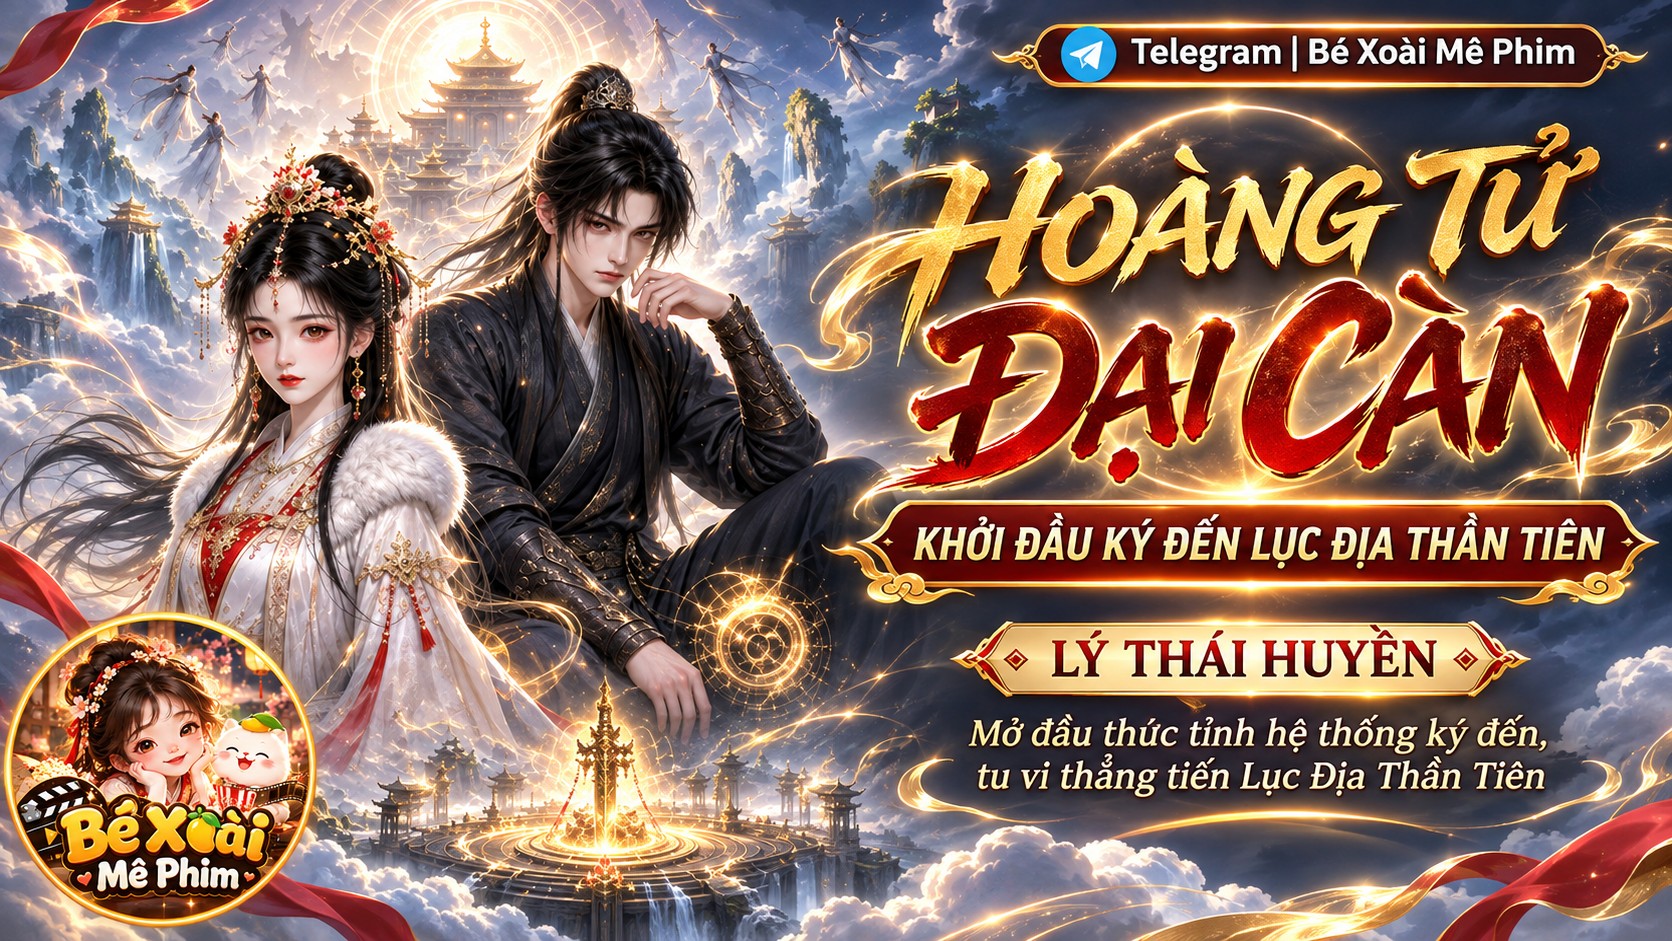 Telegram | Bé Xoài Mê Phim
HOÀNG TỬ
ĐẠI CÀN
KHỞI ĐẦU KÝ ĐẾN LỤC ĐỊA THẦN TIÊN
LÝ THÁI HUYỀN
Mở đầu thức tỉnh hệ thống ký đến,
tu vi thẳng tiến Lục Địa Thần Tiên
Bé Xoài
Mê Phim